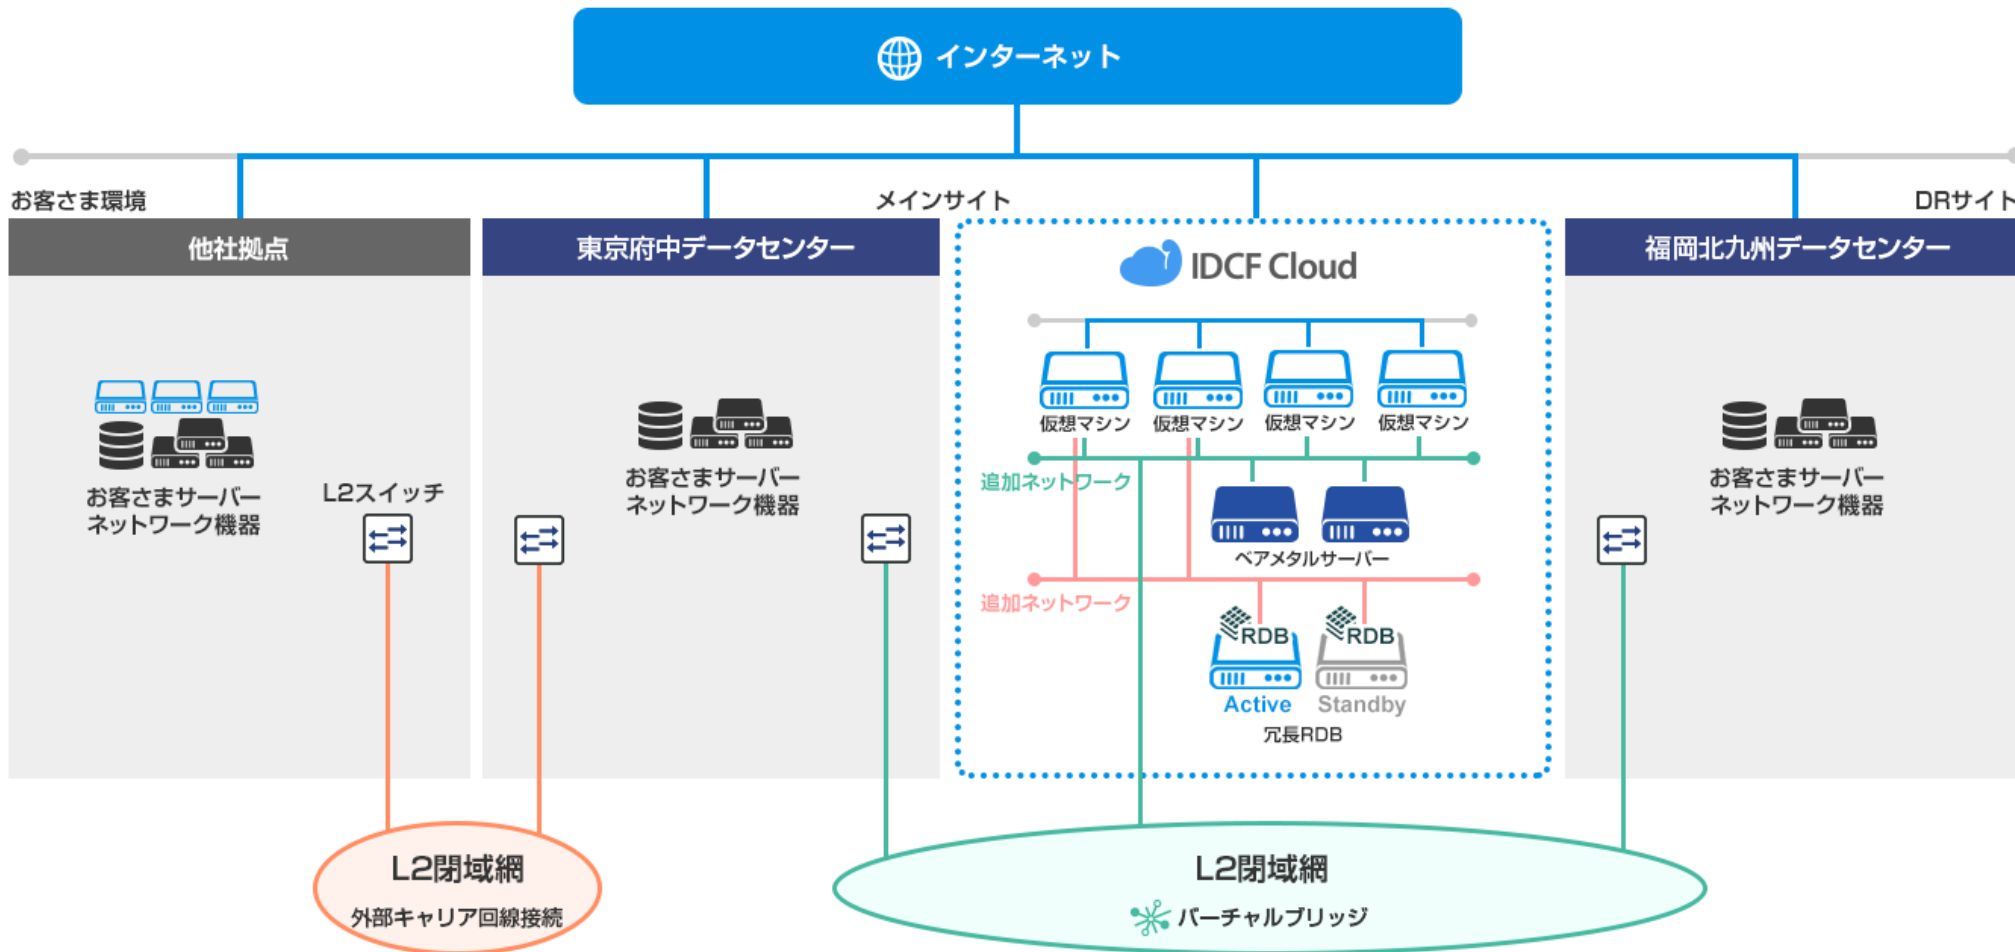 インターネット
お客さま環境
メインサイト
DRサイト
他社拠点
東京府中データセンター
IDCF Cloud
福岡北九州データセンター
お客さまサーバー
ネットワーク機器
L2スイッチ
お客さまサーバー
ネットワーク機器
仮想マシン
仮想マシン
仮想マシン
仮想マシン
追加ネットワーク
ベアメタルサーバー
追加ネットワーク
RDB
RDB
Active
Standby
冗長RDB
お客さまサーバー
ネットワーク機器
L2閉域網
外部キャリア回線接続
L2閉域網
バーチャルブリッジ